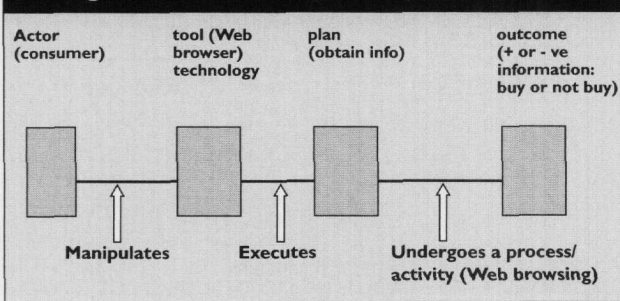 Actor
(consumer)
tool (Web
browser)
technology
plan
(obtain info)
outcome
(+ or - ve
information:
buy or not buy)
Manipulates
Executes
Undergoes a process/
activity (Web browsing)